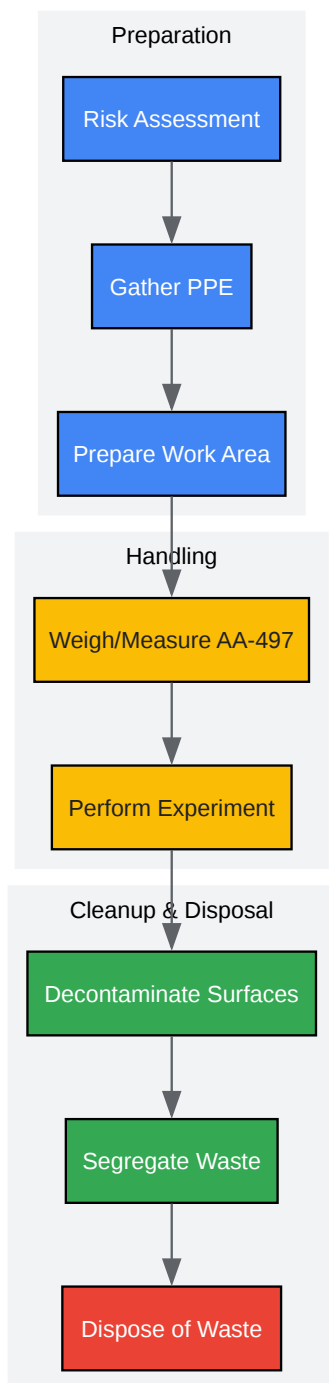 Preparation
Risk Assessment
Gather PPE
Prepare Work Area
Handling
Weigh/Measure AA-497
Perform Experiment
Cleanup & Disposal
Decontaminate Surfaces
Segregate Waste
Dispose of Waste